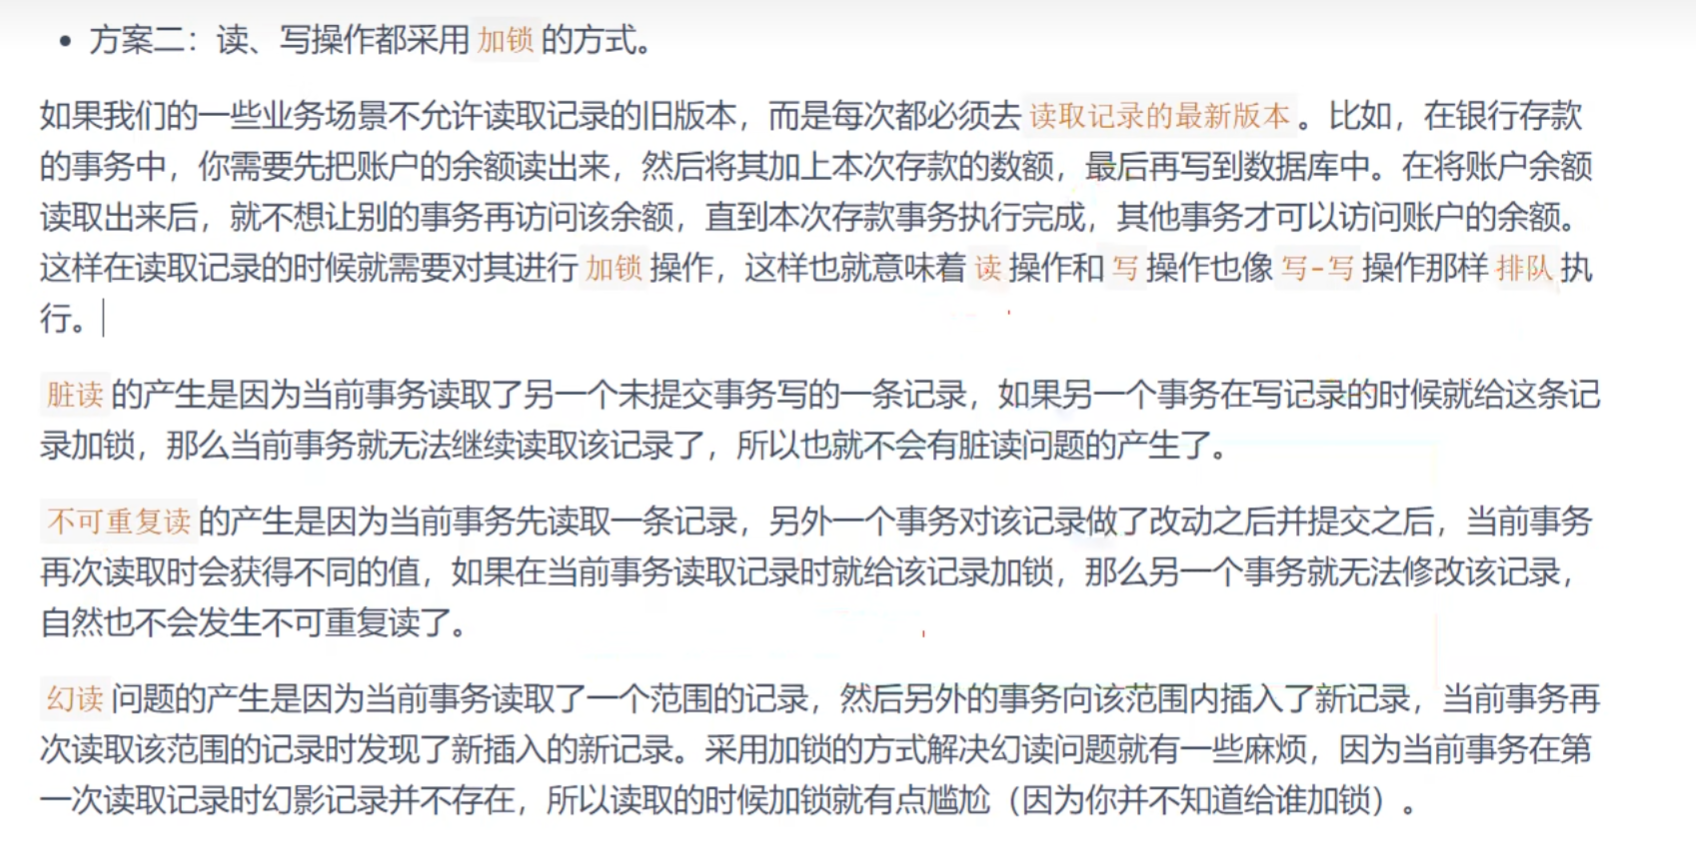 • 方案二：读、写操作都采用 加锁 的方式。
如果我们的一些业务场景不允许读取记录的旧版本，而是每次都必须去 读取记录的最新版本 。比如，在银行存款
的事务中，你需要先把账户的余额读出来，然后将其加上本次存款的数额，最后再写到数据库中。在将账户余额
读取出来后，就不想让别的事务再访问该余额，直到本次存款事务执行完成，其他事务才可以访问账户的余额。
这样在读取记录的时候就需要对其进行 加锁 操作，这样也就意味着 读 操作和 写 操作也像 写-写 操作那样 排队 执
行。
脏读 的产生是因为当前事务读取了另一个未提交事务写的一条记录，如果另一个事务在写记录的时候就给这条记
录加锁，那么当前事务就无法继续读取该记录了，所以也就不会有脏读问题的产生了。
不可重复读 的产生是因为当前事务先读取一条记录，另外一个事务对该记录做了改动之后并提交之后，当前事务
再次读取时会获得不同的值，如果在当前事务读取记录时就给该记录加锁，那么另一个事务就无法修改该记录，
自然也不会发生不可重复读了。
幻读 问题的产生是因为当前事务读取了一个范围的记录，然后另外的事务向该范围内插入了新记录，当前事务再
次读取该范围的记录时发现了新插入的新记录。采用加锁的方式解决幻读问题就有一些麻烦，因为当前事务在第
一次读取记录时幻影记录并不存在，所以读取的时候加锁就有点尴尬（因为你并不知道给谁加锁）。